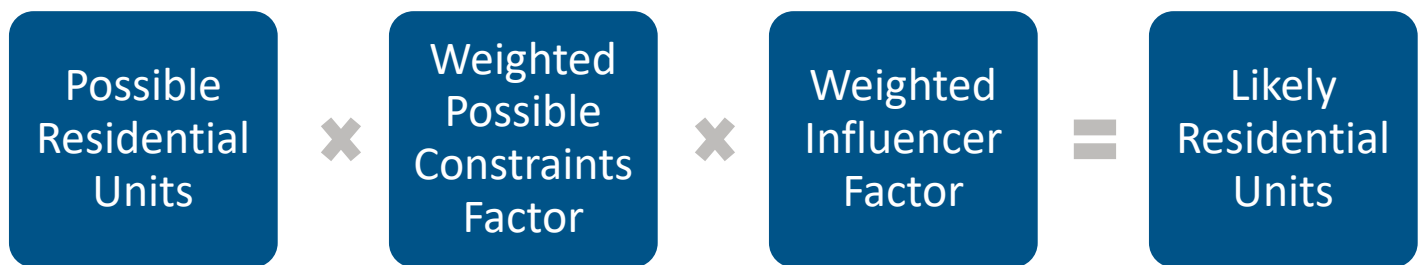 Possible
Residential
Units
×
Weighted
Possible
Constraints
Factor
×
Weighted
Influencer
Factor
=
Likely
Residential
Units